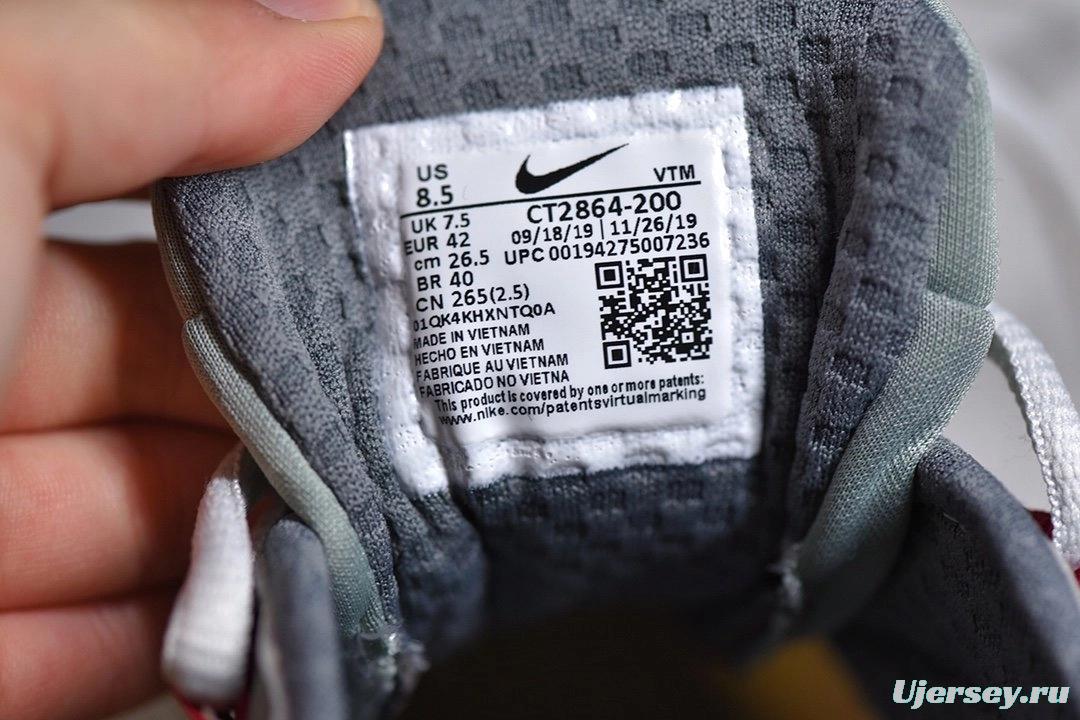 US
8.5
VTM
UK 7.5
EUR 42
cm 26.5
BR 40
CN 265(2.5)
CT2864-200
09/18/19 | 11/26/19
UPC 00194275007236
01QK4KHXNTQ0A
MADE IN VIETNAM
HECHO EN VIETNAM
FABRIQUE AU VIETNAM
FABRICADO NO VIETNA
This product is covered by one or more patents:
www.nike.com/patentsvirtualmarking
Ujersey.ru